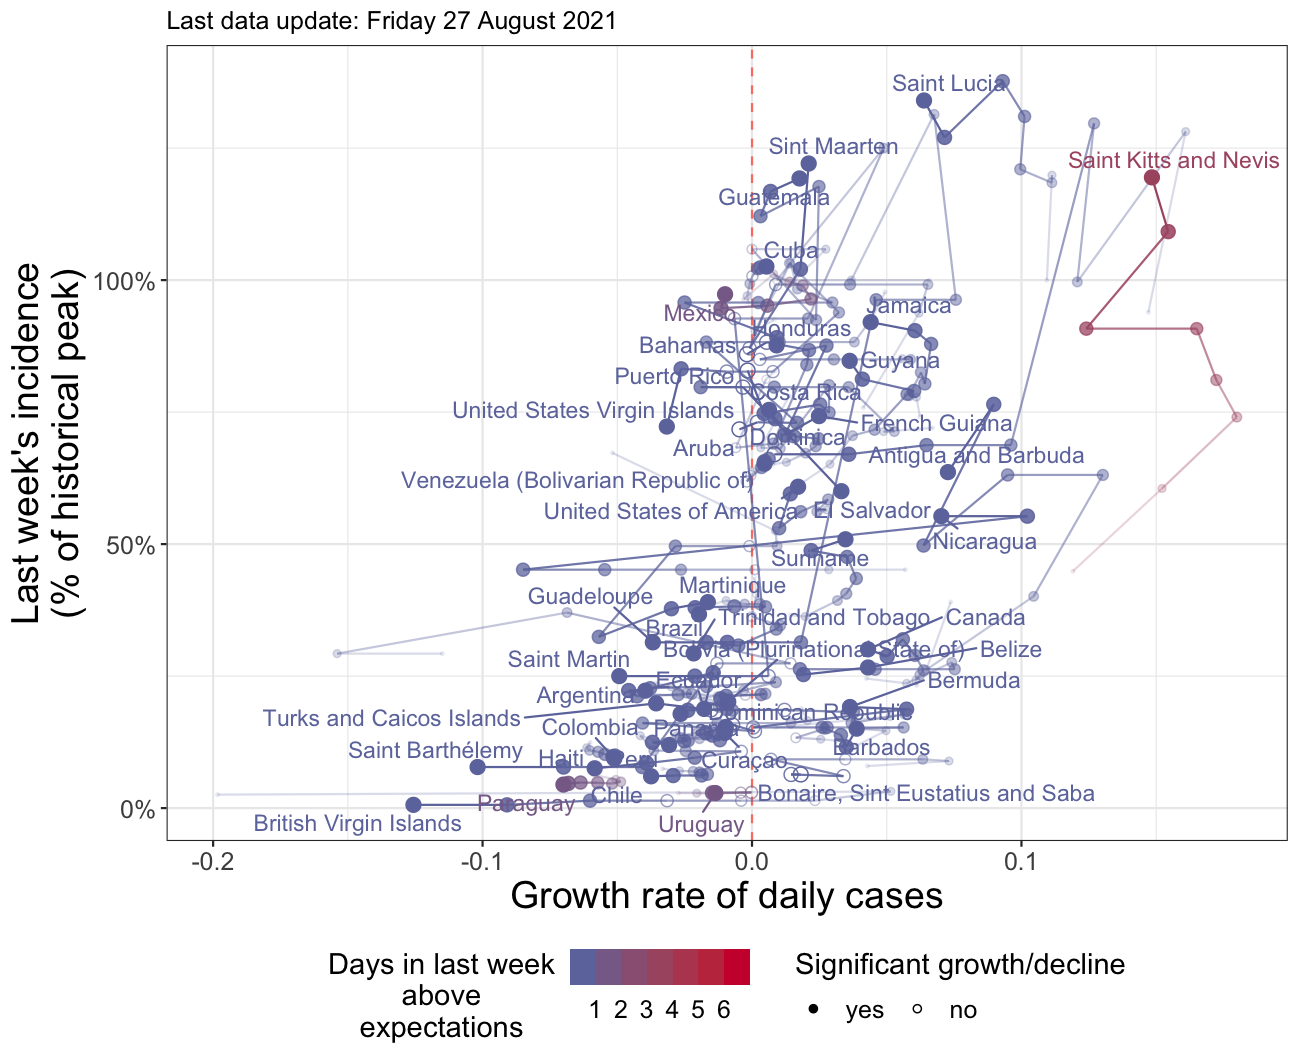 Last data update: Friday 27 August 2021
Last week's incidence
(% of historical peak)
100%
50%
0%
Saint Lucia
Sint Maarten
Saint Kitts and Nevis
Guatemala
Cuba
Jamaica
Mexico
Honduras
Bahamas
Guyana
Puerto Rico
Costa Rica
United States Virgin Islands
French Guiana
Dominica
Aruba
Antigua and Barbuda
Venezuela (Bolivarian Republic of)
United States of America
El Salvador
Nicaragua
Suriname
Martinique
Guadeloupe
Trinidad and Tobago
Canada
Brazil
Bolivia (Plurinational State of)
Belize
Saint Martin
Ecuador
Bermuda
Argentina
Turks and Caicos Islands
Dominican Republic
Colombia
Panama
Saint Barthélemy
Barbados
Haiti
Peru
Curaçao
Chile
Bonaire, Sint Eustatius and Saba
Paraguay
British Virgin Islands
Uruguay
-0.2
-0.1
0.0
0.1
Growth rate of daily cases
Days in last week
above
expectations
1 2 3 4 5 6
Significant growth/decline
yes
no